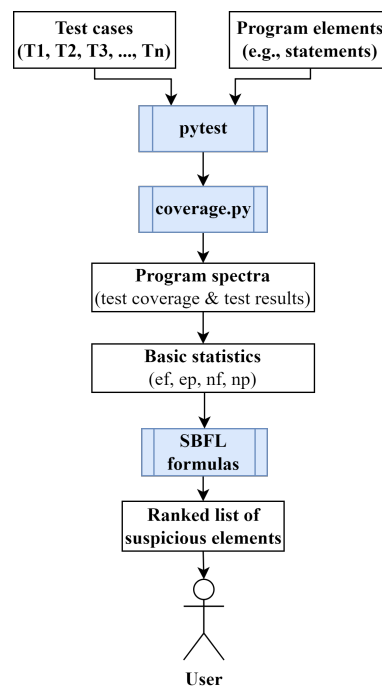 Test cases
(T1, T2, T3, ..., Tn)
Program elements
(e.g., statements)
pytest
coverage.py
Program spectra
(test coverage & test results)
Basic statistics
(ef, ep, nf, np)
SBFL
formulas
Ranked list of
suspicious elements
User